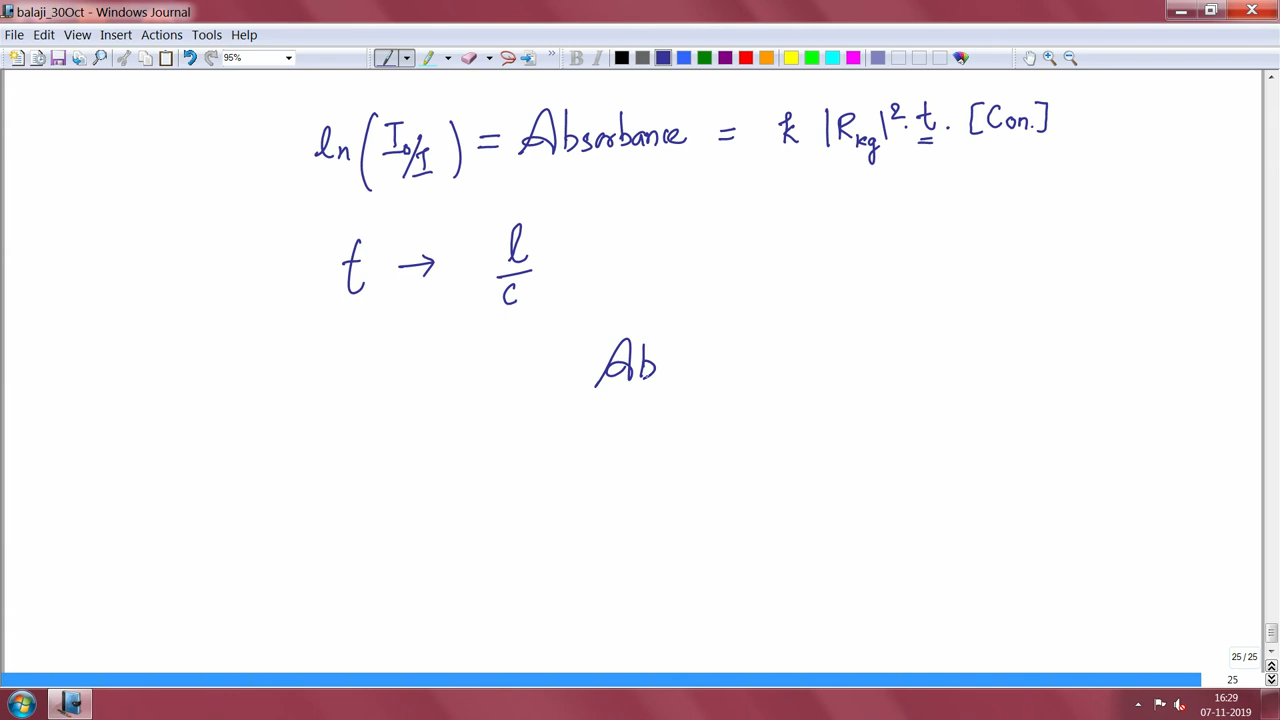 balaji_30Oct - Windows Journal
File Edit View Insert Actions Tools Help
95%
ln(I₀/I) = Absorbance = k |R_kg|². t . [Con.]
t → l/c
Ab
25 / 25
25
16:29
07-11-2019